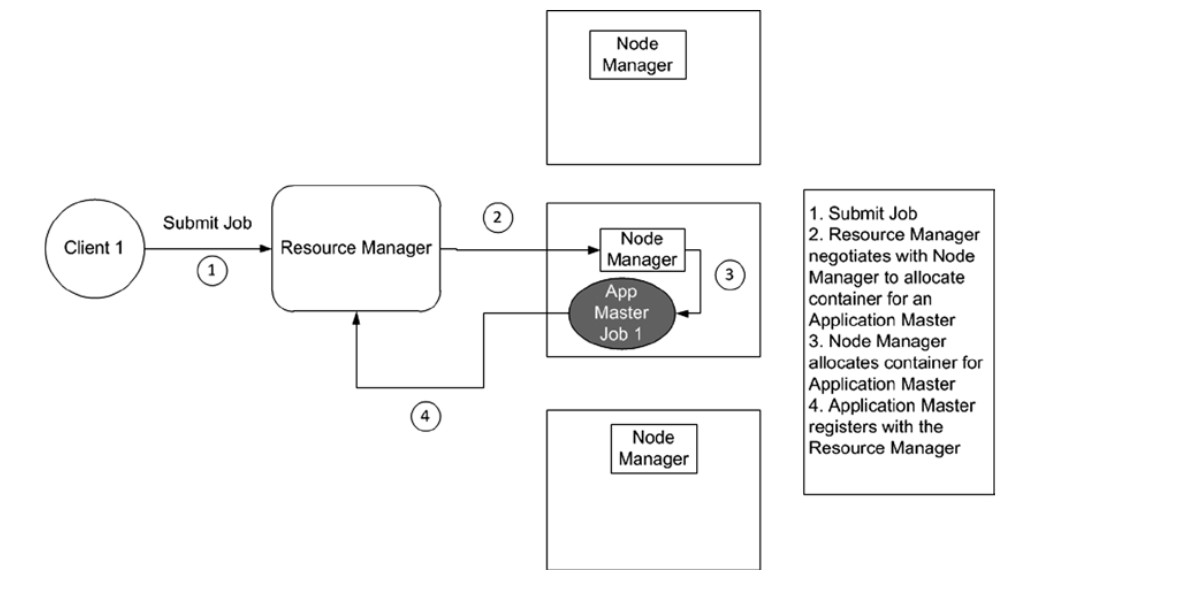 Node
Manager
Submit Job
2
1. Submit Job
2. Resource Manager
negotiates with Node
Manager to allocate
container for an
Application Master
3. Node Manager
allocates container for
Application Master
4. Application Master
registers with the
Resource Manager
Client 1
Resource Manager
Node
Manager
1
3
App
Master
Job 1
4
Node
Manager